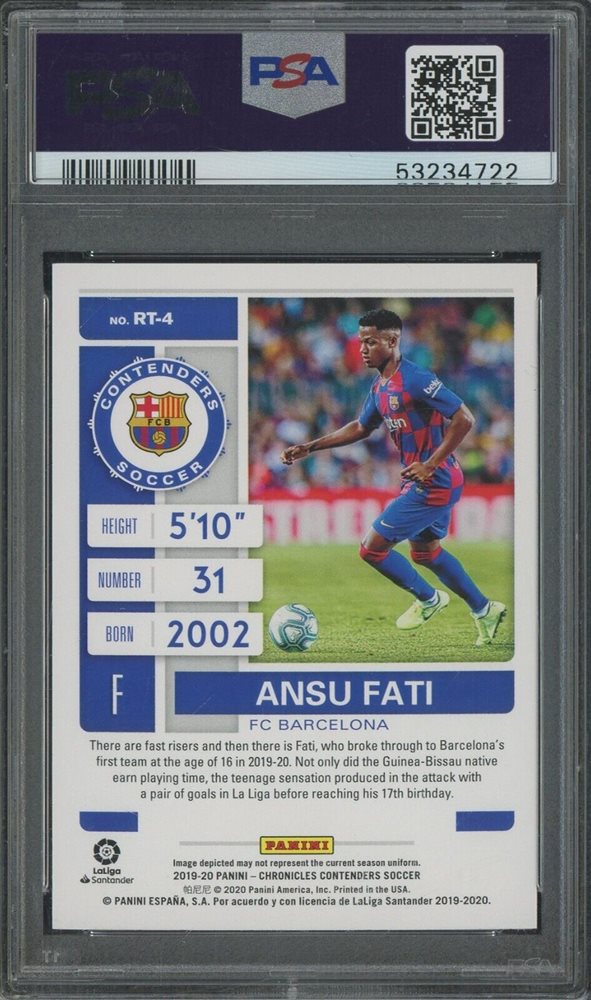 PSA
PSA
53234722
NO. RT-4
CONTENDERS
FCB
SOCCER
HEIGHT 5'10"
NUMBER 31
BORN 2002
F
beko
ANSU FATI
FC BARCELONA
There are fast risers and then there is Fati, who broke through to Barcelona's
first team at the age of 16 in 2019-20. Not only did the Guinea-Bissau native
earn playing time, the teenage sensation produced in the attack with
a pair of goals in La Liga before reaching his 17th birthday.
PANINI
LaLiga
Santander
Image depicted may not represent the current season uniform.
2019-20 PANINI – CHRONICLES CONTENDERS SOCCER
帕尼尼 © 2020 Panini America, Inc. Printed in the USA.
© PANINI ESPAÑA, S.A. Por acuerdo y con licencia de LaLiga Santander 2019-2020.
PSA